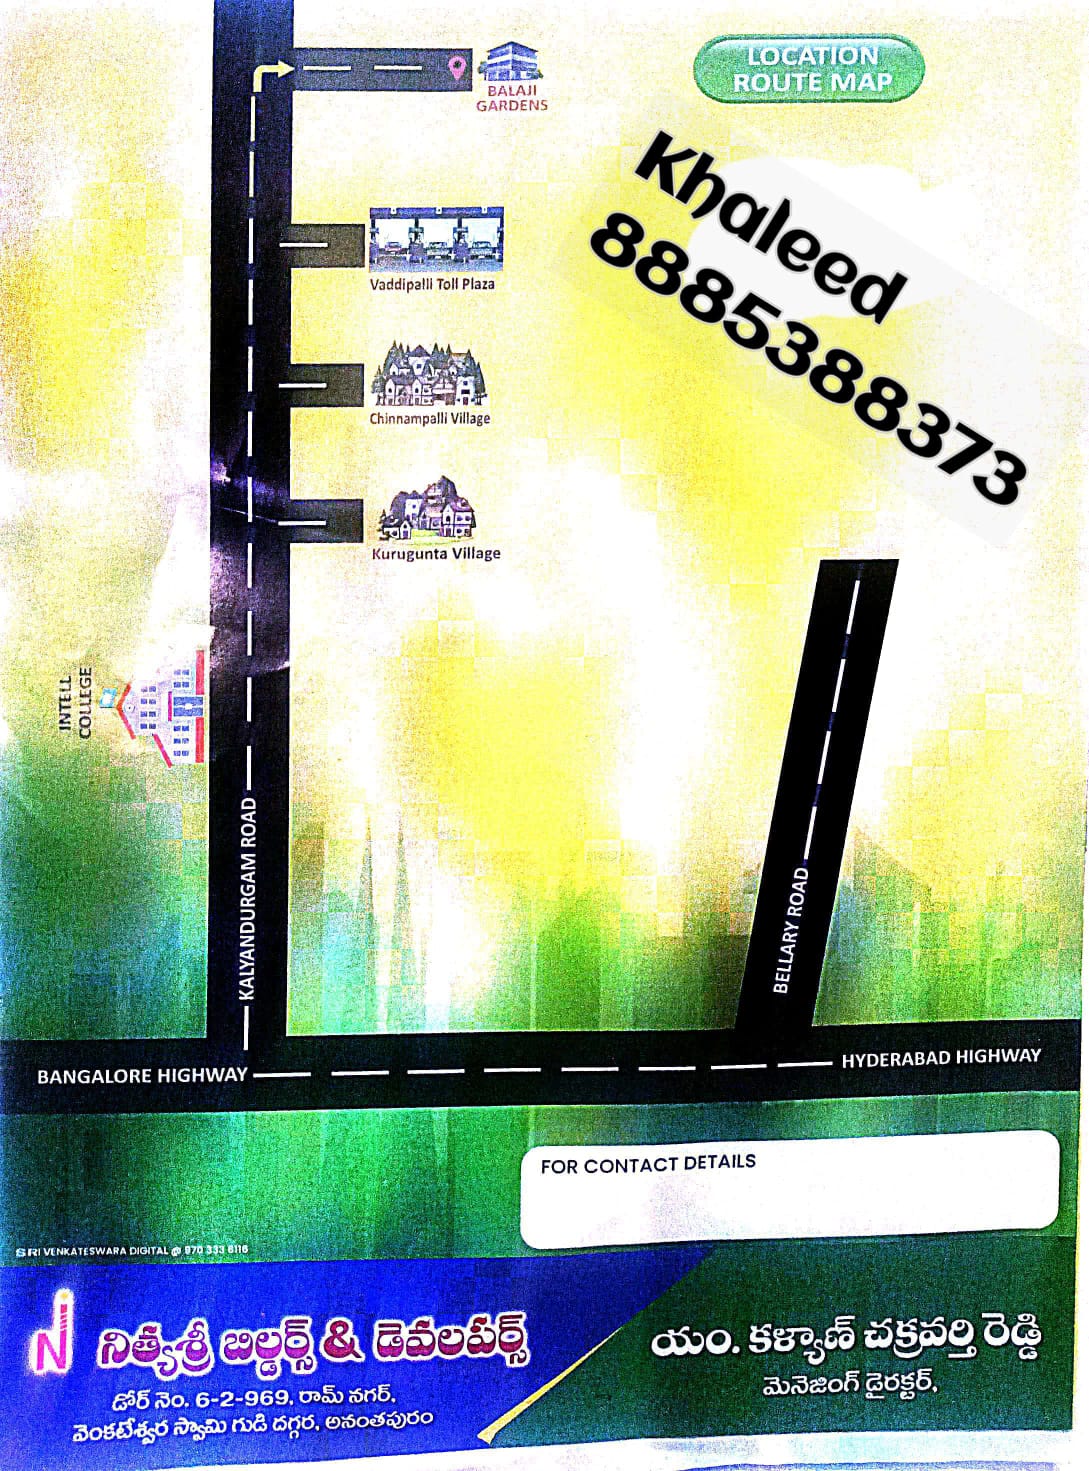 LOCATION
ROUTE MAP
BALAJI
GARDENS
Khaleed
8885388373
Vaddipalli Toll Plaza
Chinnampalli Village
Kurugunta Village
INTELL
COLLEGE
KALYANDURGAM ROAD
BELLARY ROAD
BANGALORE HIGHWAY
HYDERABAD HIGHWAY
FOR CONTACT DETAILS
SRI VENKATESWARA DIGITAL @ 970 333 6116
నిత్యశ్రీ బిల్డర్స్ & డెవలపర్స్
డోర్ నెం. 6-2-969, రామ్ నగర్,
వెంకటేశ్వర స్వామి గుడి దగ్గర, అనంతపురం
యం. కళ్యాణ్ చక్రవర్తి రెడ్డి
మెనెజింగ్ డైరక్టర్,